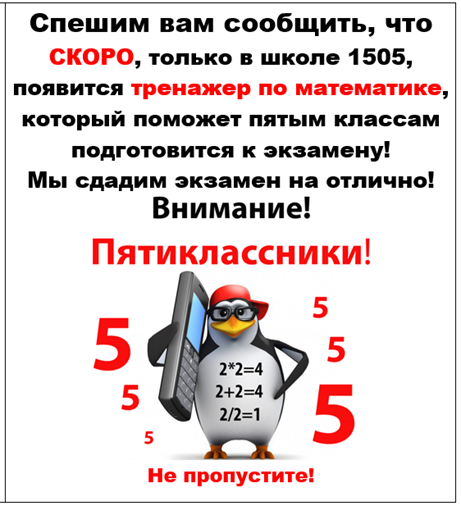 Спешим вам сообщить, что
СКОРО, только в школе 1505,
появится тренажер по математике,
который поможет пятым классам
подготовится к экзамену!
Мы сдадим экзамен на отлично!
Внимание!
Пятиклассники!
5
5
5
5
5
5
2*2=4
2+2=4
2/2=1
Не пропустите!